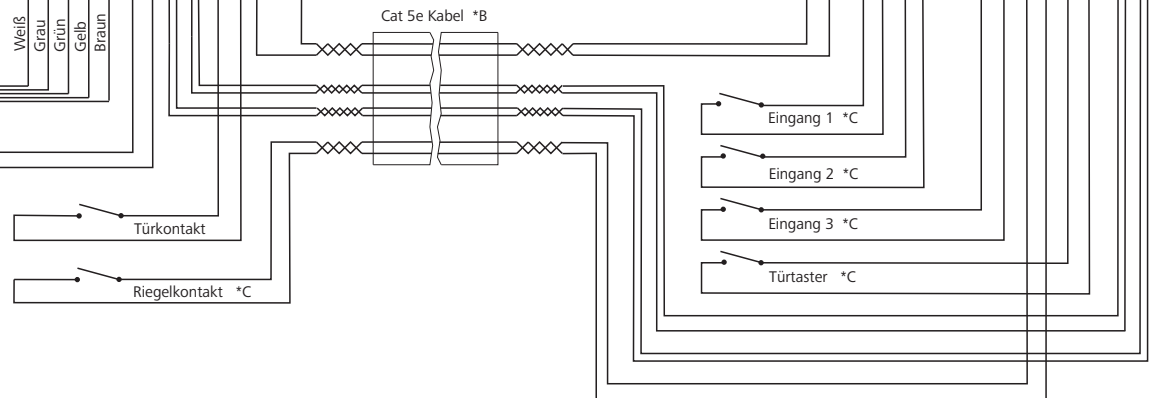 Cat 5e Kabel *B
Weiß
Grau
Grün
Gelb
Braun
Eingang 1 *C
Eingang 2 *C
Eingang 3 *C
Türkontakt
Türtaster *C
Riegelkontakt *C